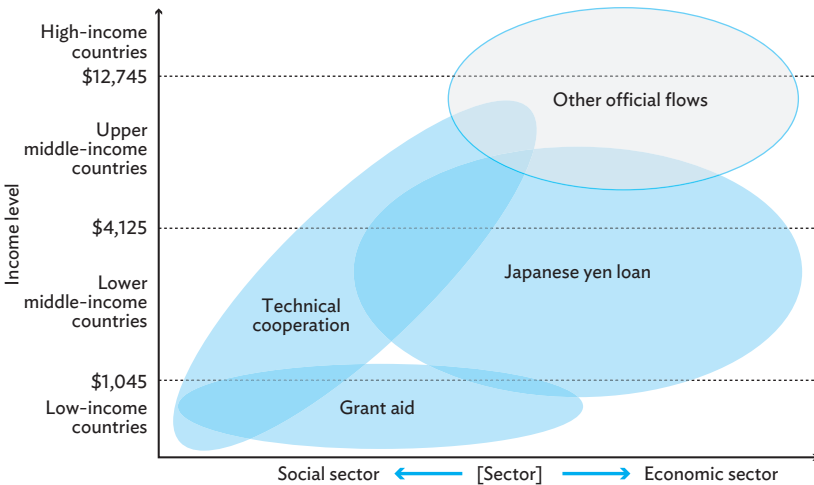 High-income
countries
$12,745
Upper
middle-income
countries
$4,125
Lower
middle-income
countries
$1,045
Low-income
countries
Income level
Other official flows
Japanese yen loan
Technical
cooperation
Grant aid
Social sector [Sector] Economic sector